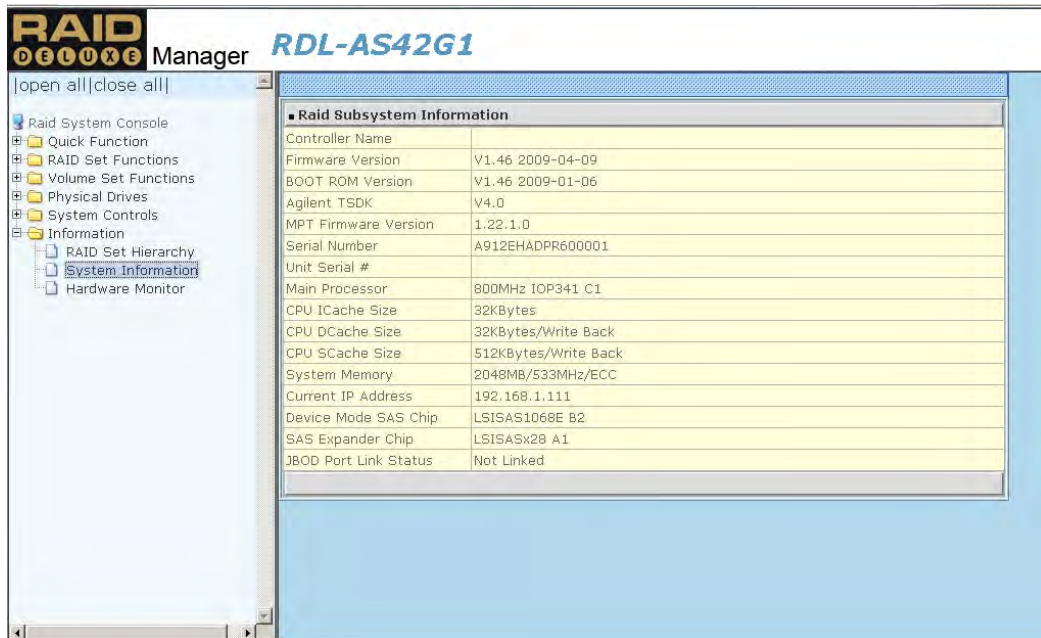 RAID
DELUXE Manager RDL-AS42G1
|open all|close all|
Raid System Console
Quick Function
RAID Set Functions
Volume Set Functions
Physical Drives
System Controls
Information
RAID Set Hierarchy
System Information
Hardware Monitor
Raid Subsystem Information
Controller Name
Firmware Version V1.46 2009-04-09
BOOT ROM Version V1.46 2009-01-06
Agilent TSDK V4.0
MPT Firmware Version 1.22.1.0
Serial Number A912EHADPR600001
Unit Serial #
Main Processor 800MHz IOP341 C1
CPU ICache Size 32KBytes
CPU DCache Size 32KBytes/Write Back
CPU SCache Size 512KBytes/Write Back
System Memory 2048MB/533MHz/ECC
Current IP Address 192.168.1.111
Device Mode SAS Chip LSISAS1068E B2
SAS Expander Chip LSISASx28 A1
JBOD Port Link Status Not Linked